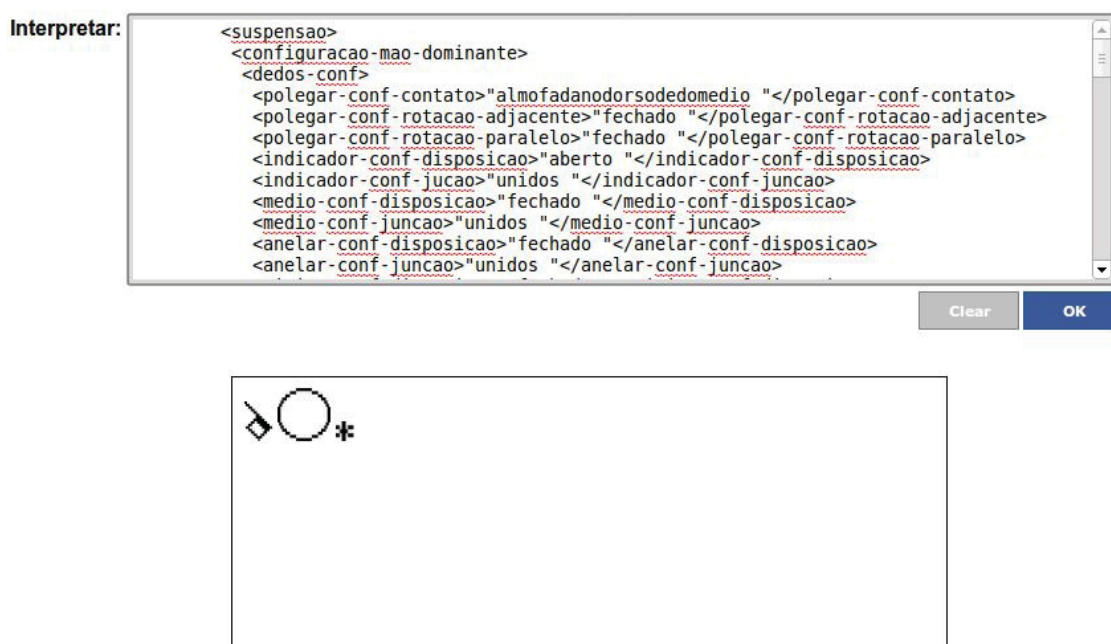 Interpretar:
<suspensao>
<configuracao-mao-dominante>
<dedos-conf>
<polegar-conf-contato>"almofadanodorsodedomedio "</polegar-conf-contato>
<polegar-conf-rotacao-adjacente>"fechado "</polegar-conf-rotacao-adjacente>
<polegar-conf-rotacao-paralelo>"fechado "</polegar-conf-rotacao-paralelo>
<indicador-conf-disposicao>"aberto "</indicador-conf-disposicao>
<indicador-conf-jucao>"unidos "</indicador-conf-juncao>
<medio-conf-disposicao>"fechado "</medio-conf-disposicao>
<medio-conf-juncao>"unidos "</medio-conf-juncao>
<anelar-conf-disposicao>"fechado "</anelar-conf-disposicao>
<anelar-conf-juncao>"unidos "</anelar-conf-juncao>
Clear OK